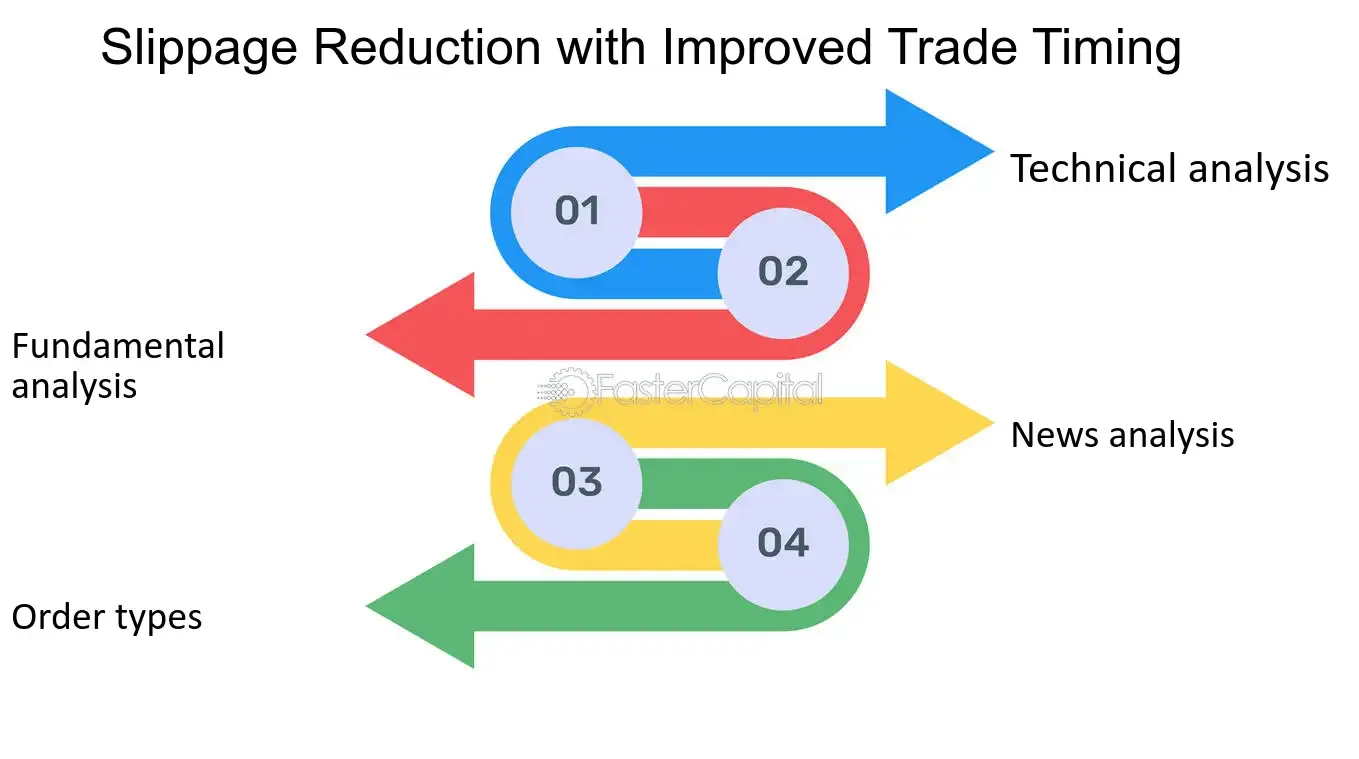 Slippage Reduction with Improved Trade Timing
01
Technical analysis
02
Fundamental
analysis
FasterCapital
03
News analysis
04
Order types